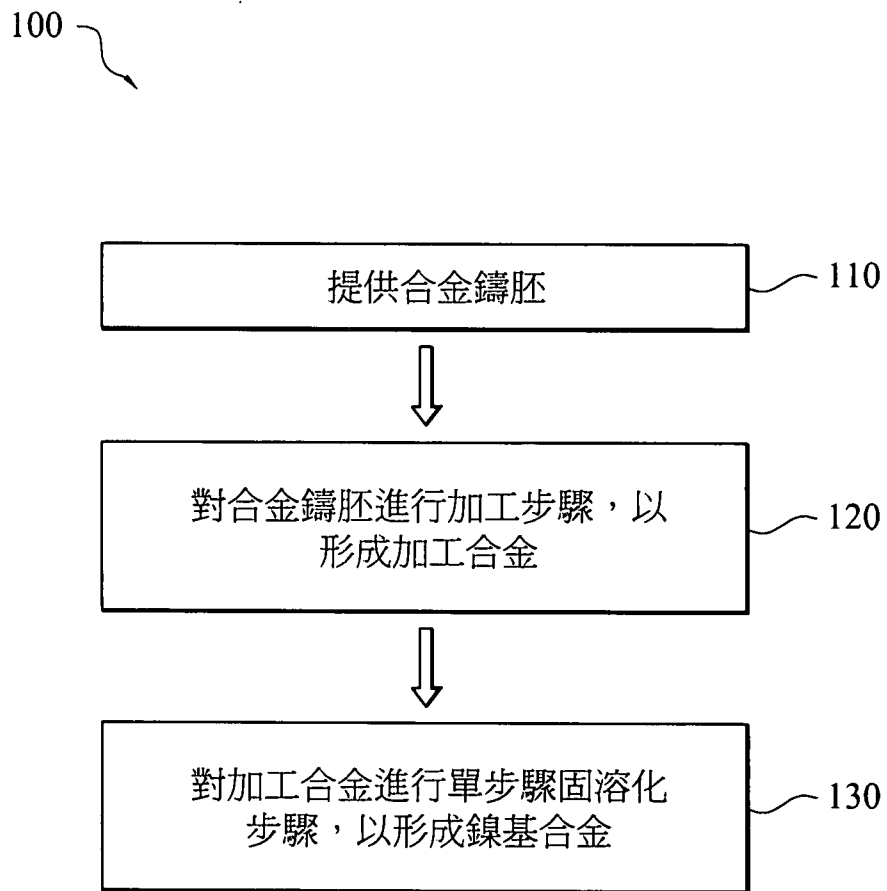 100
提供合金鑄胚
110
對合金鑄胚進行加工步驟，以
形成加工合金
120
對加工合金進行單步驟固溶化
步驟，以形成鎳基合金
130